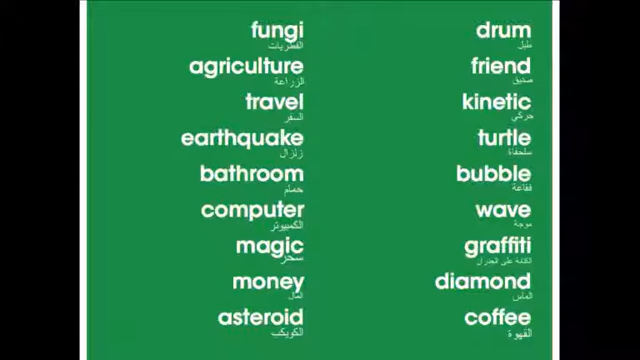 fungi
الفطريات
agriculture
الزراعة
travel
السفر
earthquake
زلزال
bathroom
حمام
computer
الكمبيوتر
magic
سحر
money
المال
asteroid
الكويكب
drum
طبل
friend
صديق
kinetic
حركي
turtle
سلحفاة
bubble
فقاعة
wave
موجة
graffiti
الكتابة على الجدران
diamond
الماس
coffee
القهوة